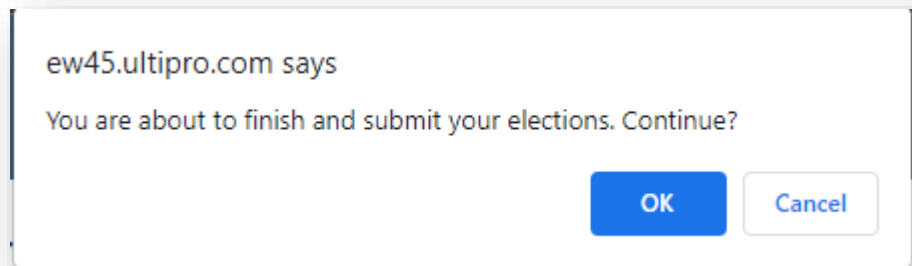 ew45.ultipro.com says
You are about to finish and submit your elections. Continue?
OK
Cancel